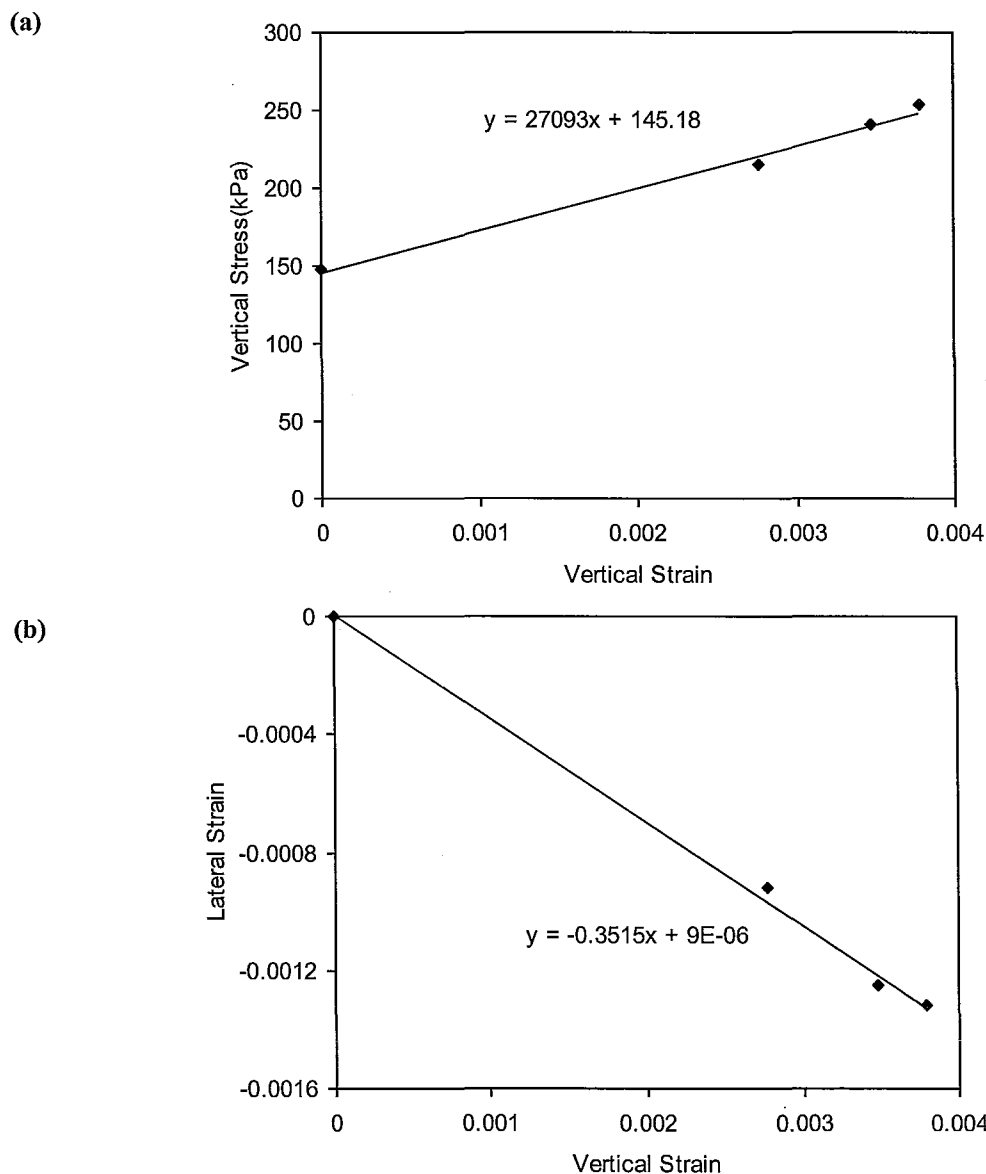 (a)
300
250
200
150
100
50
0
Vertical Stress(kPa)
y = 27093x + 145.18
0 0.001 0.002 0.003 0.004
Vertical Strain
(b)
0
-0.0004
-0.0008
-0.0012
-0.0016
Lateral Strain
y = -0.3515x + 9E-06
0 0.001 0.002 0.003 0.004
Vertical Strain